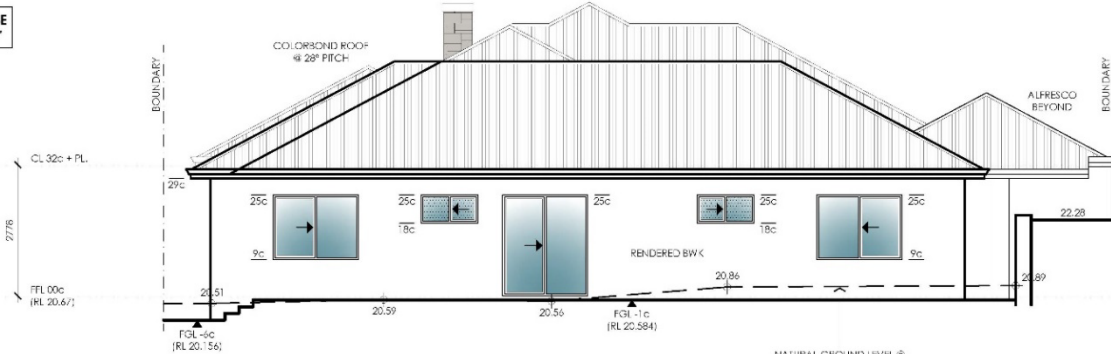 E
COLORBOND ROOF
@ 28° PITCH
BOUNDARY
BOUNDARY
ALFRESCO
BEYOND
CL 32c + PL.
29c
25c
25c
25c
25c
25c
18c
18c
22.28
2778
9c
9c
RENDERED BWK
20.86
20.89
FFL 00c
(RL 20.67)
20.51
20.59
20.56
FGL -1c
(RL 20.584)
FGL -6c
(RL 20.156)
NATURAL GROUND LEVEL @